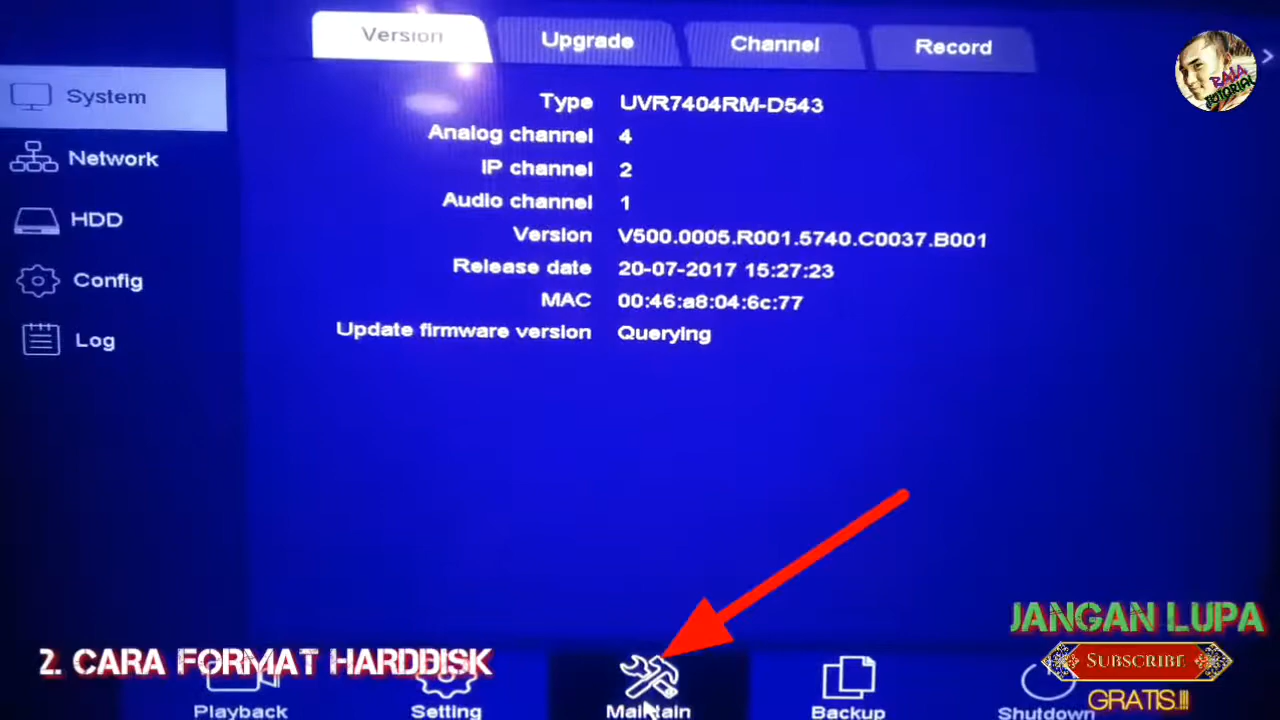 Version
Upgrade
Channel
Record
RAJA
TUTORIAL
System
Network
HDD
Config
Log
Type UVR7404RM-D543
Analog channel 4
IP channel 2
Audio channel 1
Version V500.0005.R001.5740.C0037.B001
Release date 20-07-2017 15:27:23
MAC 00:46:a8:04:6c:77
Update firmware version Querying
JANGAN LUPA
SUBSCRIBE
GRATIS.!!!
2. CARA FORMAT HARDDISK
Playback
Setting
Maintain
Backup
Shutdown